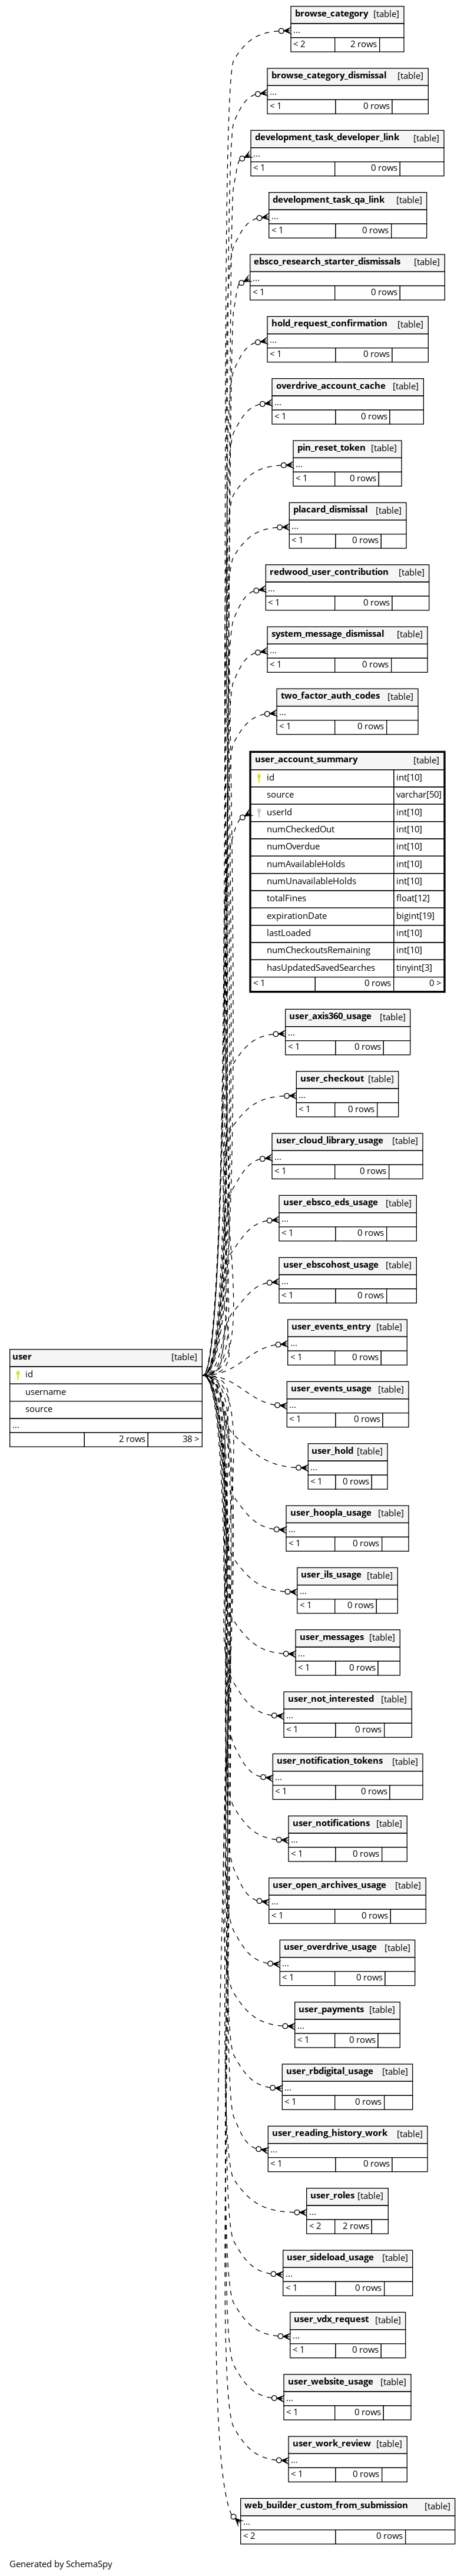 browse_category [table]
...
< 2 2 rows
browse_category_dismissal [table]
...
< 1 0 rows
development_task_developer_link [table]
...
< 1 0 rows
development_task_qa_link [table]
...
< 1 0 rows
ebsco_research_starter_dismissals [table]
...
< 1 0 rows
hold_request_confirmation [table]
...
< 1 0 rows
overdrive_account_cache [table]
...
< 1 0 rows
pin_reset_token [table]
...
< 1 0 rows
placard_dismissal [table]
...
< 1 0 rows
redwood_user_contribution [table]
...
< 1 0 rows
system_message_dismissal [table]
...
< 1 0 rows
two_factor_auth_codes [table]
...
< 1 0 rows
user_account_summary [table]
id int[10]
source varchar[50]
userId int[10]
numCheckedOut int[10]
numOverdue int[10]
numAvailableHolds int[10]
numUnavailableHolds int[10]
totalFines float[12]
expirationDate bigint[19]
lastLoaded int[10]
numCheckoutsRemaining int[10]
hasUpdatedSavedSearches tinyint[3]
< 1 0 rows 0 >
user_axis360_usage [table]
...
< 1 0 rows
user_checkout [table]
...
< 1 0 rows
user_cloud_library_usage [table]
...
< 1 0 rows
user_ebsco_eds_usage [table]
...
< 1 0 rows
user_ebscohost_usage [table]
...
< 1 0 rows
user_events_entry [table]
...
< 1 0 rows
user [table]
id
username
source
...
2 rows 38 >
user_events_usage [table]
...
< 1 0 rows
user_hold [table]
...
< 1 0 rows
user_hoopla_usage [table]
...
< 1 0 rows
user_ils_usage [table]
...
< 1 0 rows
user_messages [table]
...
< 1 0 rows
user_not_interested [table]
...
< 1 0 rows
user_notification_tokens [table]
...
< 1 0 rows
user_notifications [table]
...
< 1 0 rows
user_open_archives_usage [table]
...
< 1 0 rows
user_overdrive_usage [table]
...
< 1 0 rows
user_payments [table]
...
< 1 0 rows
user_rbdigital_usage [table]
...
< 1 0 rows
user_reading_history_work [table]
...
< 1 0 rows
user_roles [table]
...
< 2 2 rows
user_sideload_usage [table]
...
< 1 0 rows
user_vdx_request [table]
...
< 1 0 rows
user_website_usage [table]
...
< 1 0 rows
user_work_review [table]
...
< 1 0 rows
web_builder_custom_from_submission [table]
...
< 2 0 rows
Generated by SchemaSpy